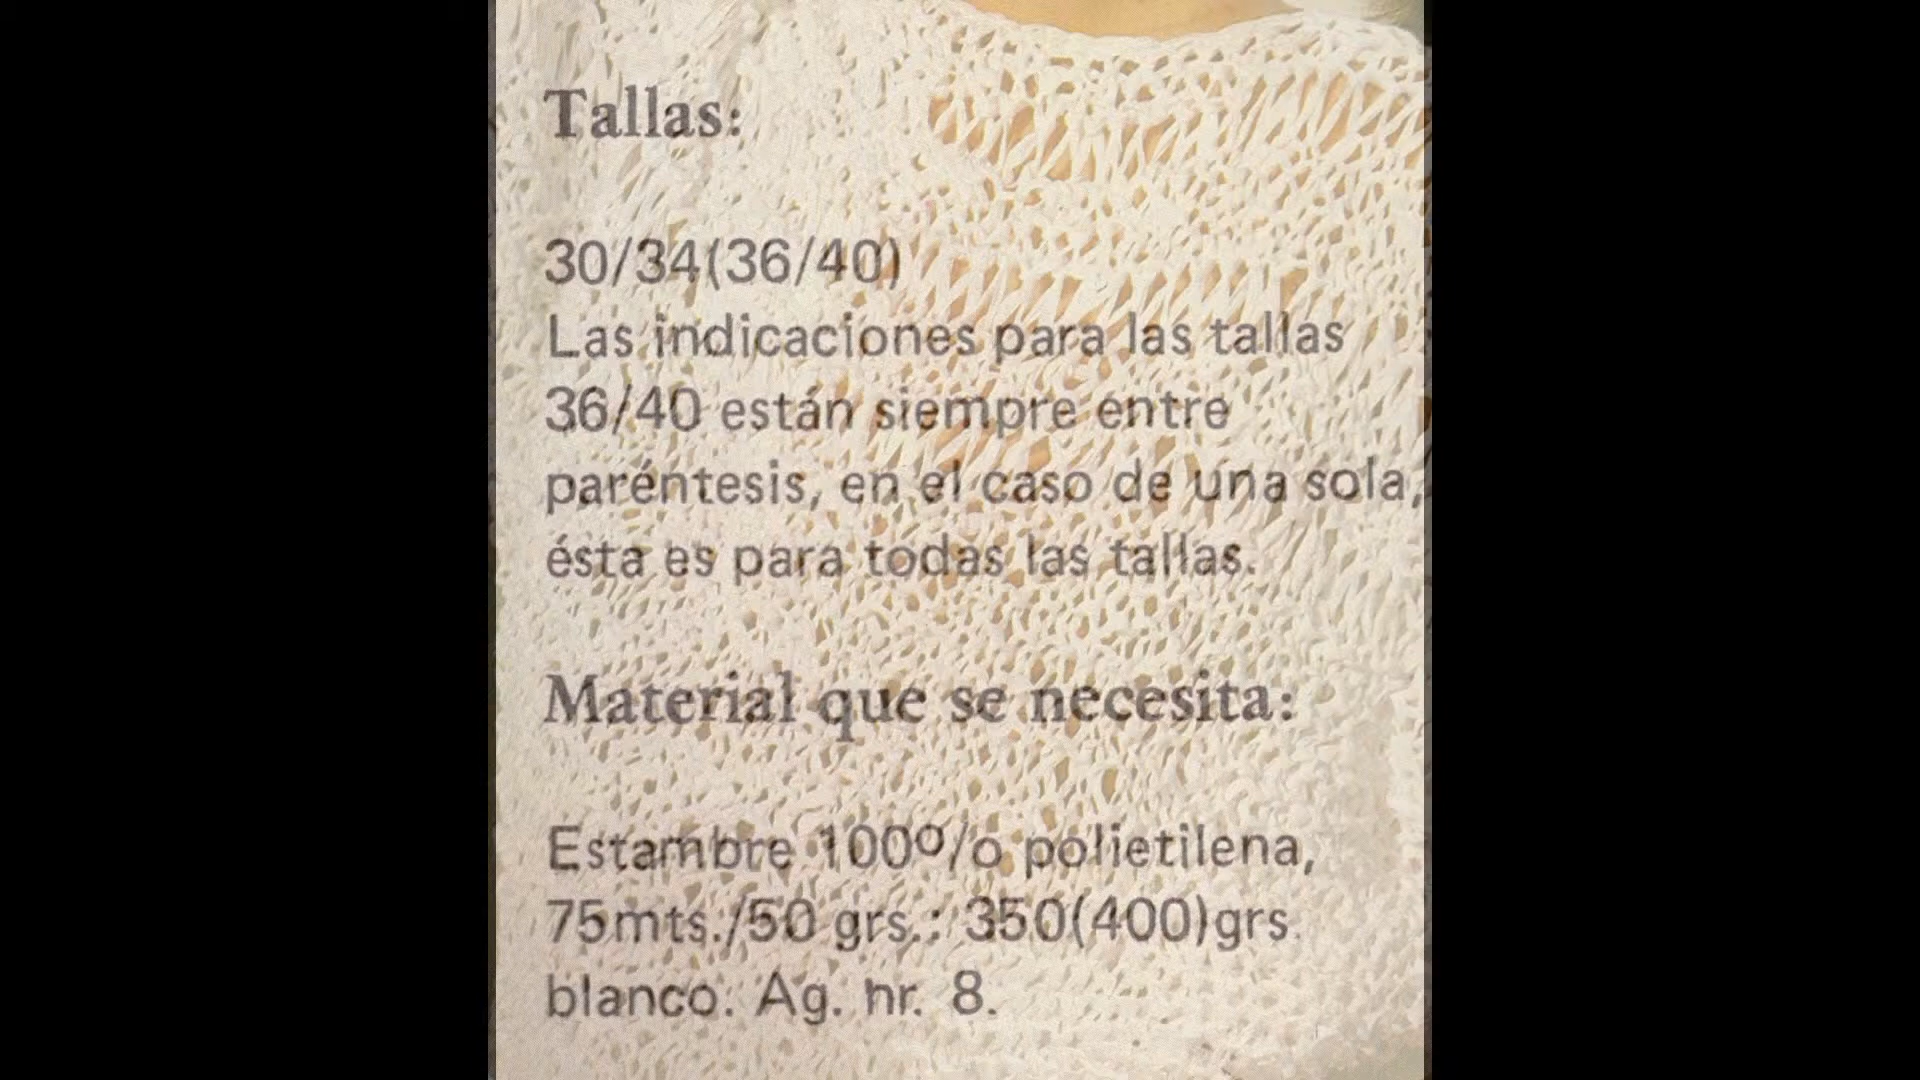 Tallas:
30/34(36/40)
Las indicaciones para las tallas
36/40 están siempre entre
paréntesis, en el caso de una sola,
ésta es para todas las tallas.
Material que se necesita:
Estambre 100º/o polietilena,
75mts./50 grs.: 350(400)grs.
blanco. Ag. nr. 8.